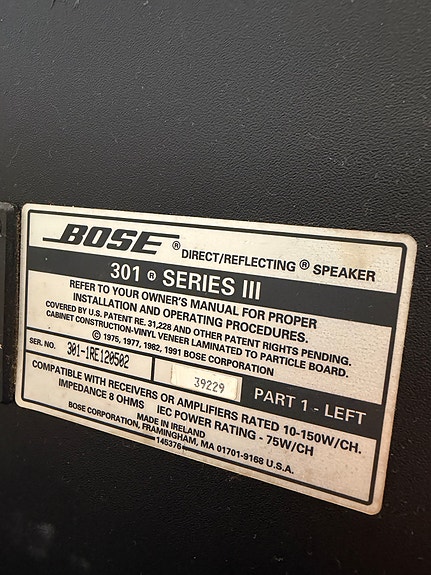 BOSE ® DIRECT/REFLECTING ® SPEAKER
301 ® SERIES III
REFER TO YOUR OWNER'S MANUAL FOR PROPER
INSTALLATION AND OPERATING PROCEDURES.
COVERED BY U.S. PATENT RE. 31,228 AND OTHER PATENT RIGHTS PENDING.
CABINET CONSTRUCTION-VINYL VENEER LAMINATED TO PARTICLE BOARD.
© 1975, 1977, 1982, 1991 BOSE CORPORATION
SER. NO. 301-1RE120502 39229 PART 1 - LEFT
COMPATIBLE WITH RECEIVERS OR AMPLIFIERS RATED 10-150W/CH.
IMPEDANCE 8 OHMS IEC POWER RATING - 75W/CH
MADE IN IRELAND
BOSE CORPORATION, FRAMINGHAM, MA 01701-9168 U.S.A.
145376